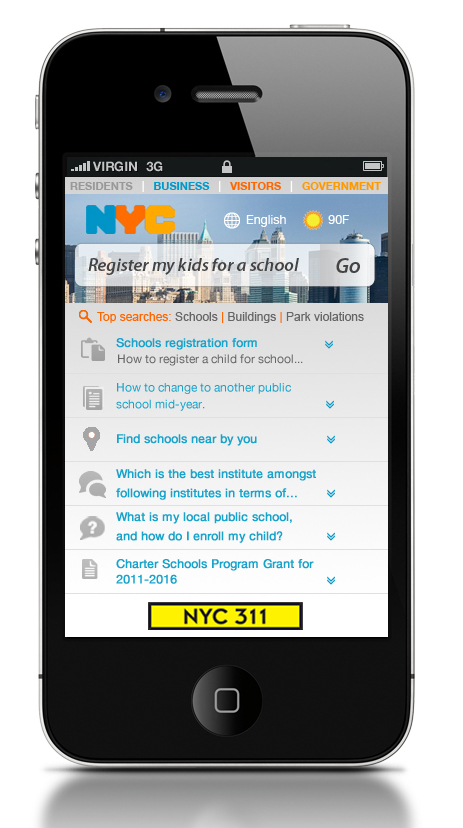 VIRGIN 3G
RESIDENTS | BUSINESS | VISITORS | GOVERNMENT
NYC English 90F
Register my kids for a school Go
Top searches: Schools | Buildings | Park violations
Schools registration form
How to register a child for school...
How to change to another public
school mid-year.
Find schools near by you
Which is the best institute amongst
following institutes in terms of...
What is my local public school,
and how do I enroll my child?
Charter Schools Program Grant for
2011-2016
NYC 311